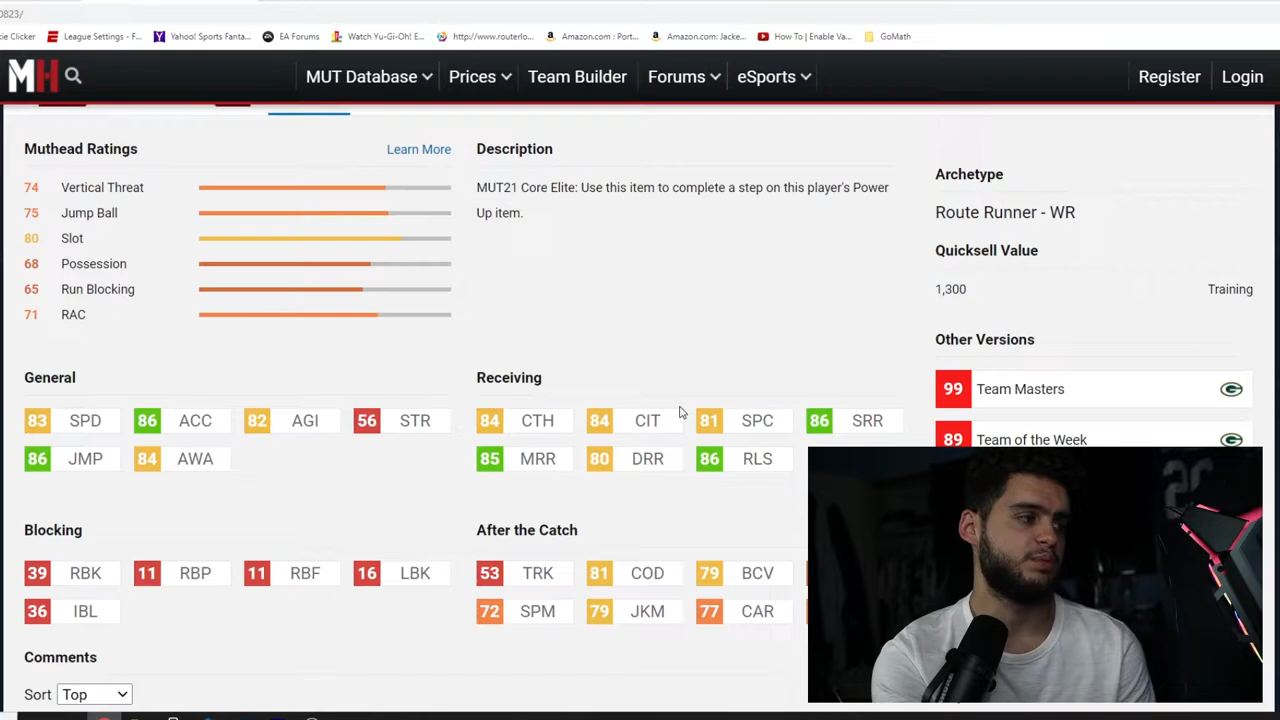 0823/
kie Clicker League Settings - F... Yahoo! Sports Fanta... EA Forums Watch Yu-Gi-Oh! E... http://www.routerlo... Amazon.com : Port... Amazon.com: Jacke... How To | Enable Va... GoMath
MH MUT Database Prices Team Builder Forums eSports Register Login
Muthead Ratings Learn More
74 Vertical Threat
75 Jump Ball
80 Slot
68 Possession
65 Run Blocking
71 RAC
Description
MUT21 Core Elite: Use this item to complete a step on this player's Power
Up item.
Archetype
Route Runner - WR
Quicksell Value
1,300 Training
Other Versions
99 Team Masters
89 Team of the Week
General
83 SPD 86 ACC 82 AGI 56 STR
86 JMP 84 AWA
Receiving
84 CTH 84 CIT 81 SPC 86 SRR
85 MRR 80 DRR 86 RLS
Blocking
39 RBK 11 RBP 11 RBF 16 LBK
36 IBL
After the Catch
53 TRK 81 COD 79 BCV
72 SPM 79 JKM 77 CAR
Comments
Sort Top